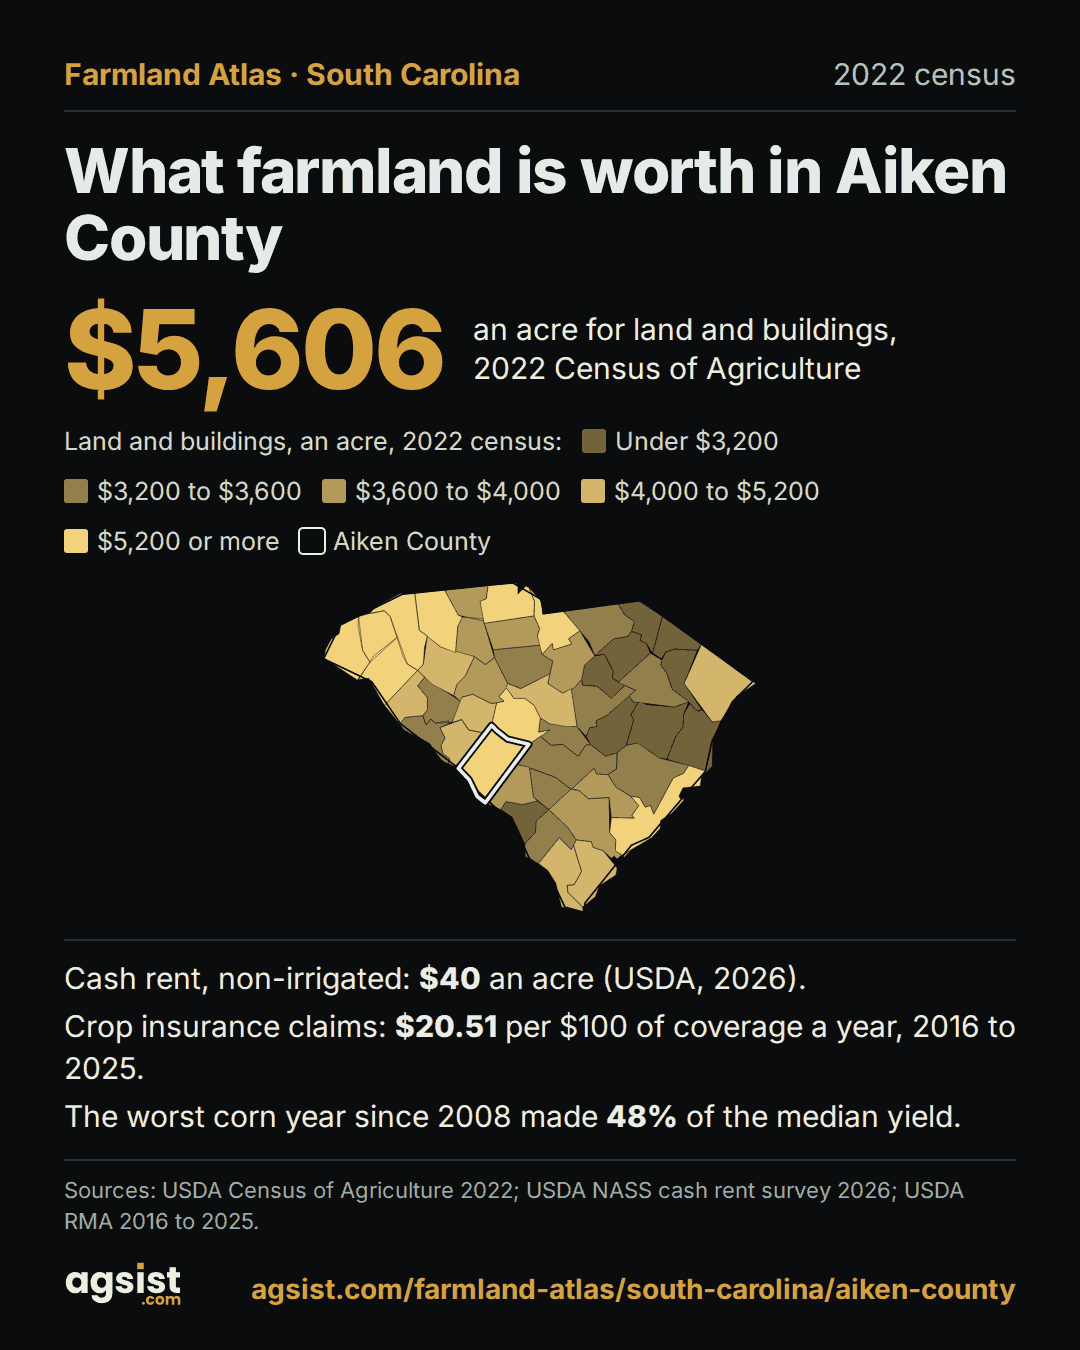 Farmland Atlas · South Carolina
2022 census
What farmland is worth in Aiken
County
$5,606
an acre for land and buildings,
2022 Census of Agriculture
Land and buildings, an acre, 2022 census: Under $3,200
$3,200 to $3,600 $3,600 to $4,000 $4,000 to $5,200
$5,200 or more Aiken County
Cash rent, non-irrigated: $40 an acre (USDA, 2026).
Crop insurance claims: $20.51 per $100 of coverage a year, 2016 to
2025.
The worst corn year since 2008 made 48% of the median yield.
Sources: USDA Census of Agriculture 2022; USDA NASS cash rent survey 2026; USDA
RMA 2016 to 2025.
agsist
.com
agsist.com/farmland-atlas/south-carolina/aiken-county